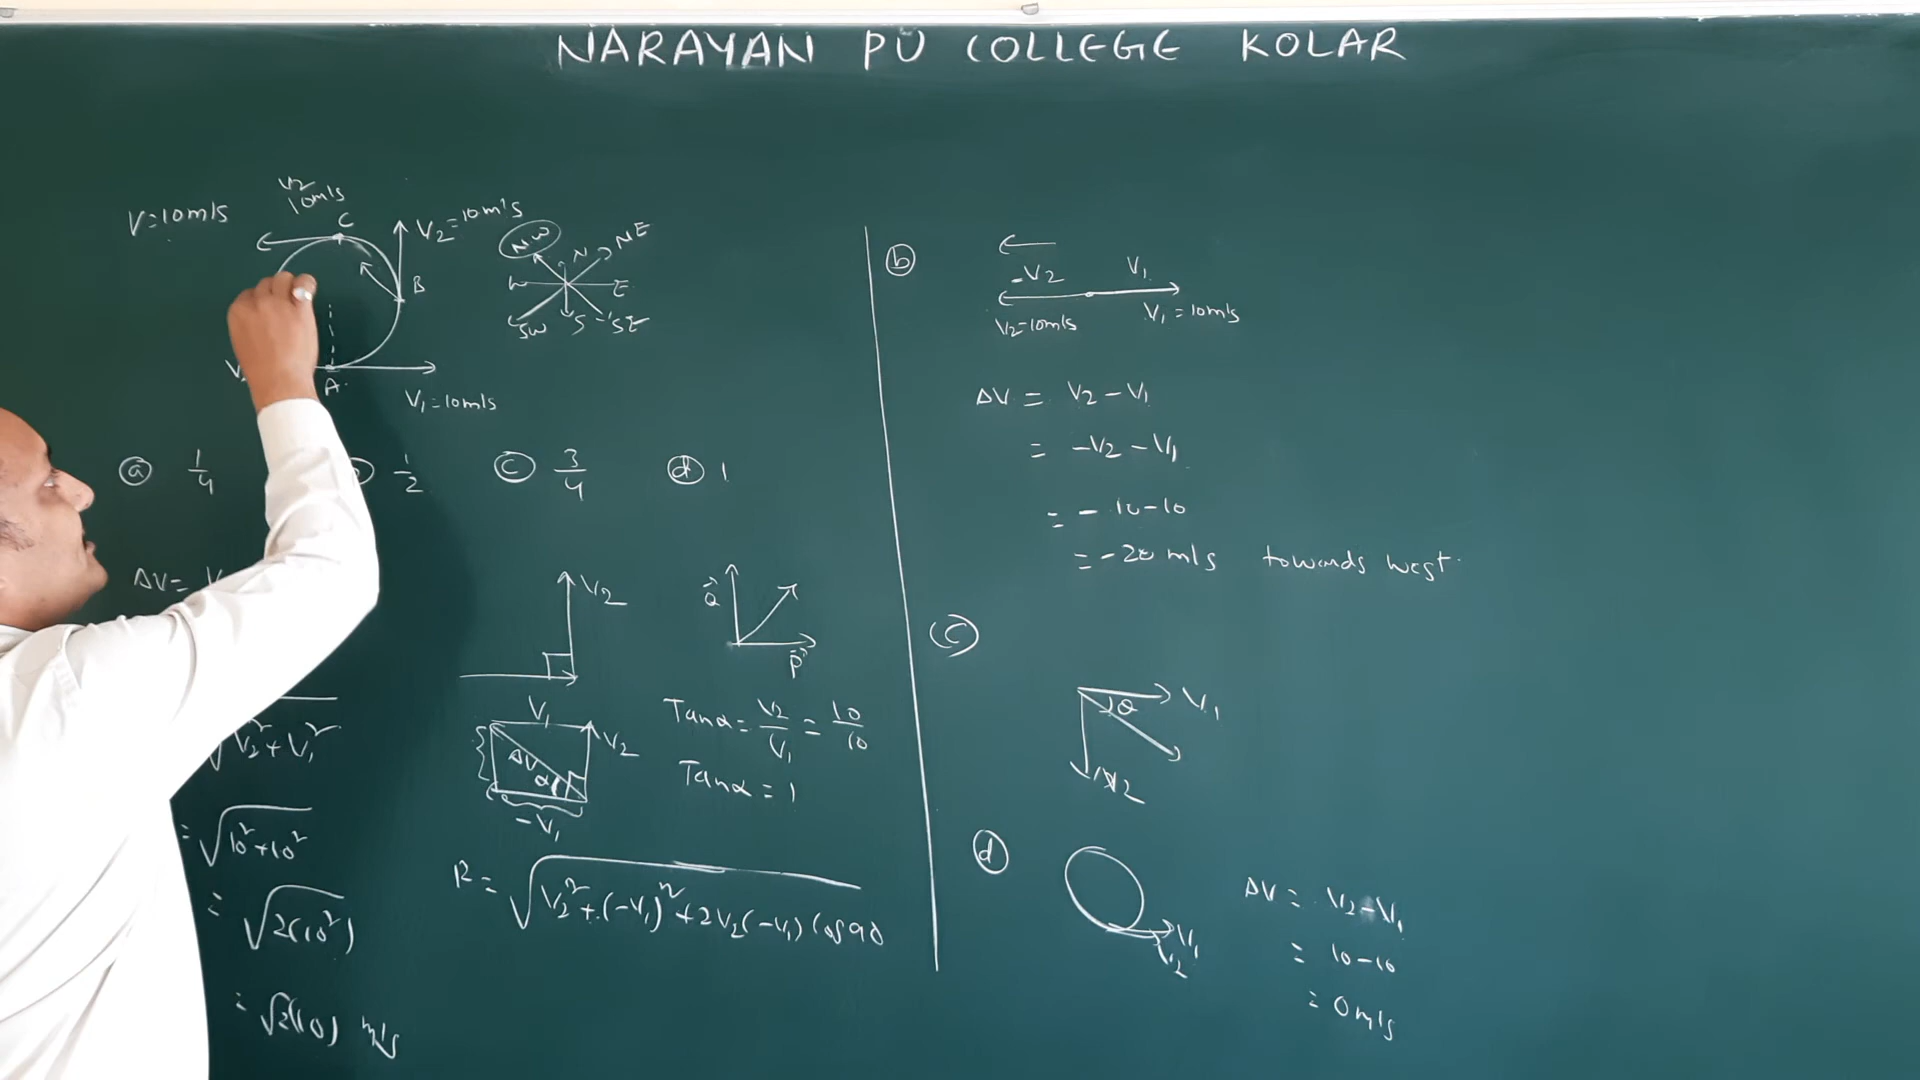 NARAYAN PU COLLEGE KOLAR
V=10m/s
V2
10m/s
C
V2=10m/s
B
A
V1=10m/s
NW N NE
E
SW S SE
a 1/4
1/2
c 3/4
d 1
ΔV=
V2²+V1²
=√10²+10²
=√2(10²)
=√2(10) m/s
V2
V1
V2
ΔV
α
-V1
Q
P
Tanα = V2/V1 = 10/10
Tanα = 1
R = √V2²+(-V1)²+2V2(-V1)Cos90
b
-V2 V1
V2=10m/s V1=10m/s
ΔV = V2-V1
= -V2-V1
= -10-10
= -20 m/s towards west.
c
V1
θ
V2
d
V1
V2
ΔV = V2-V1
= 10-10
= 0m/s